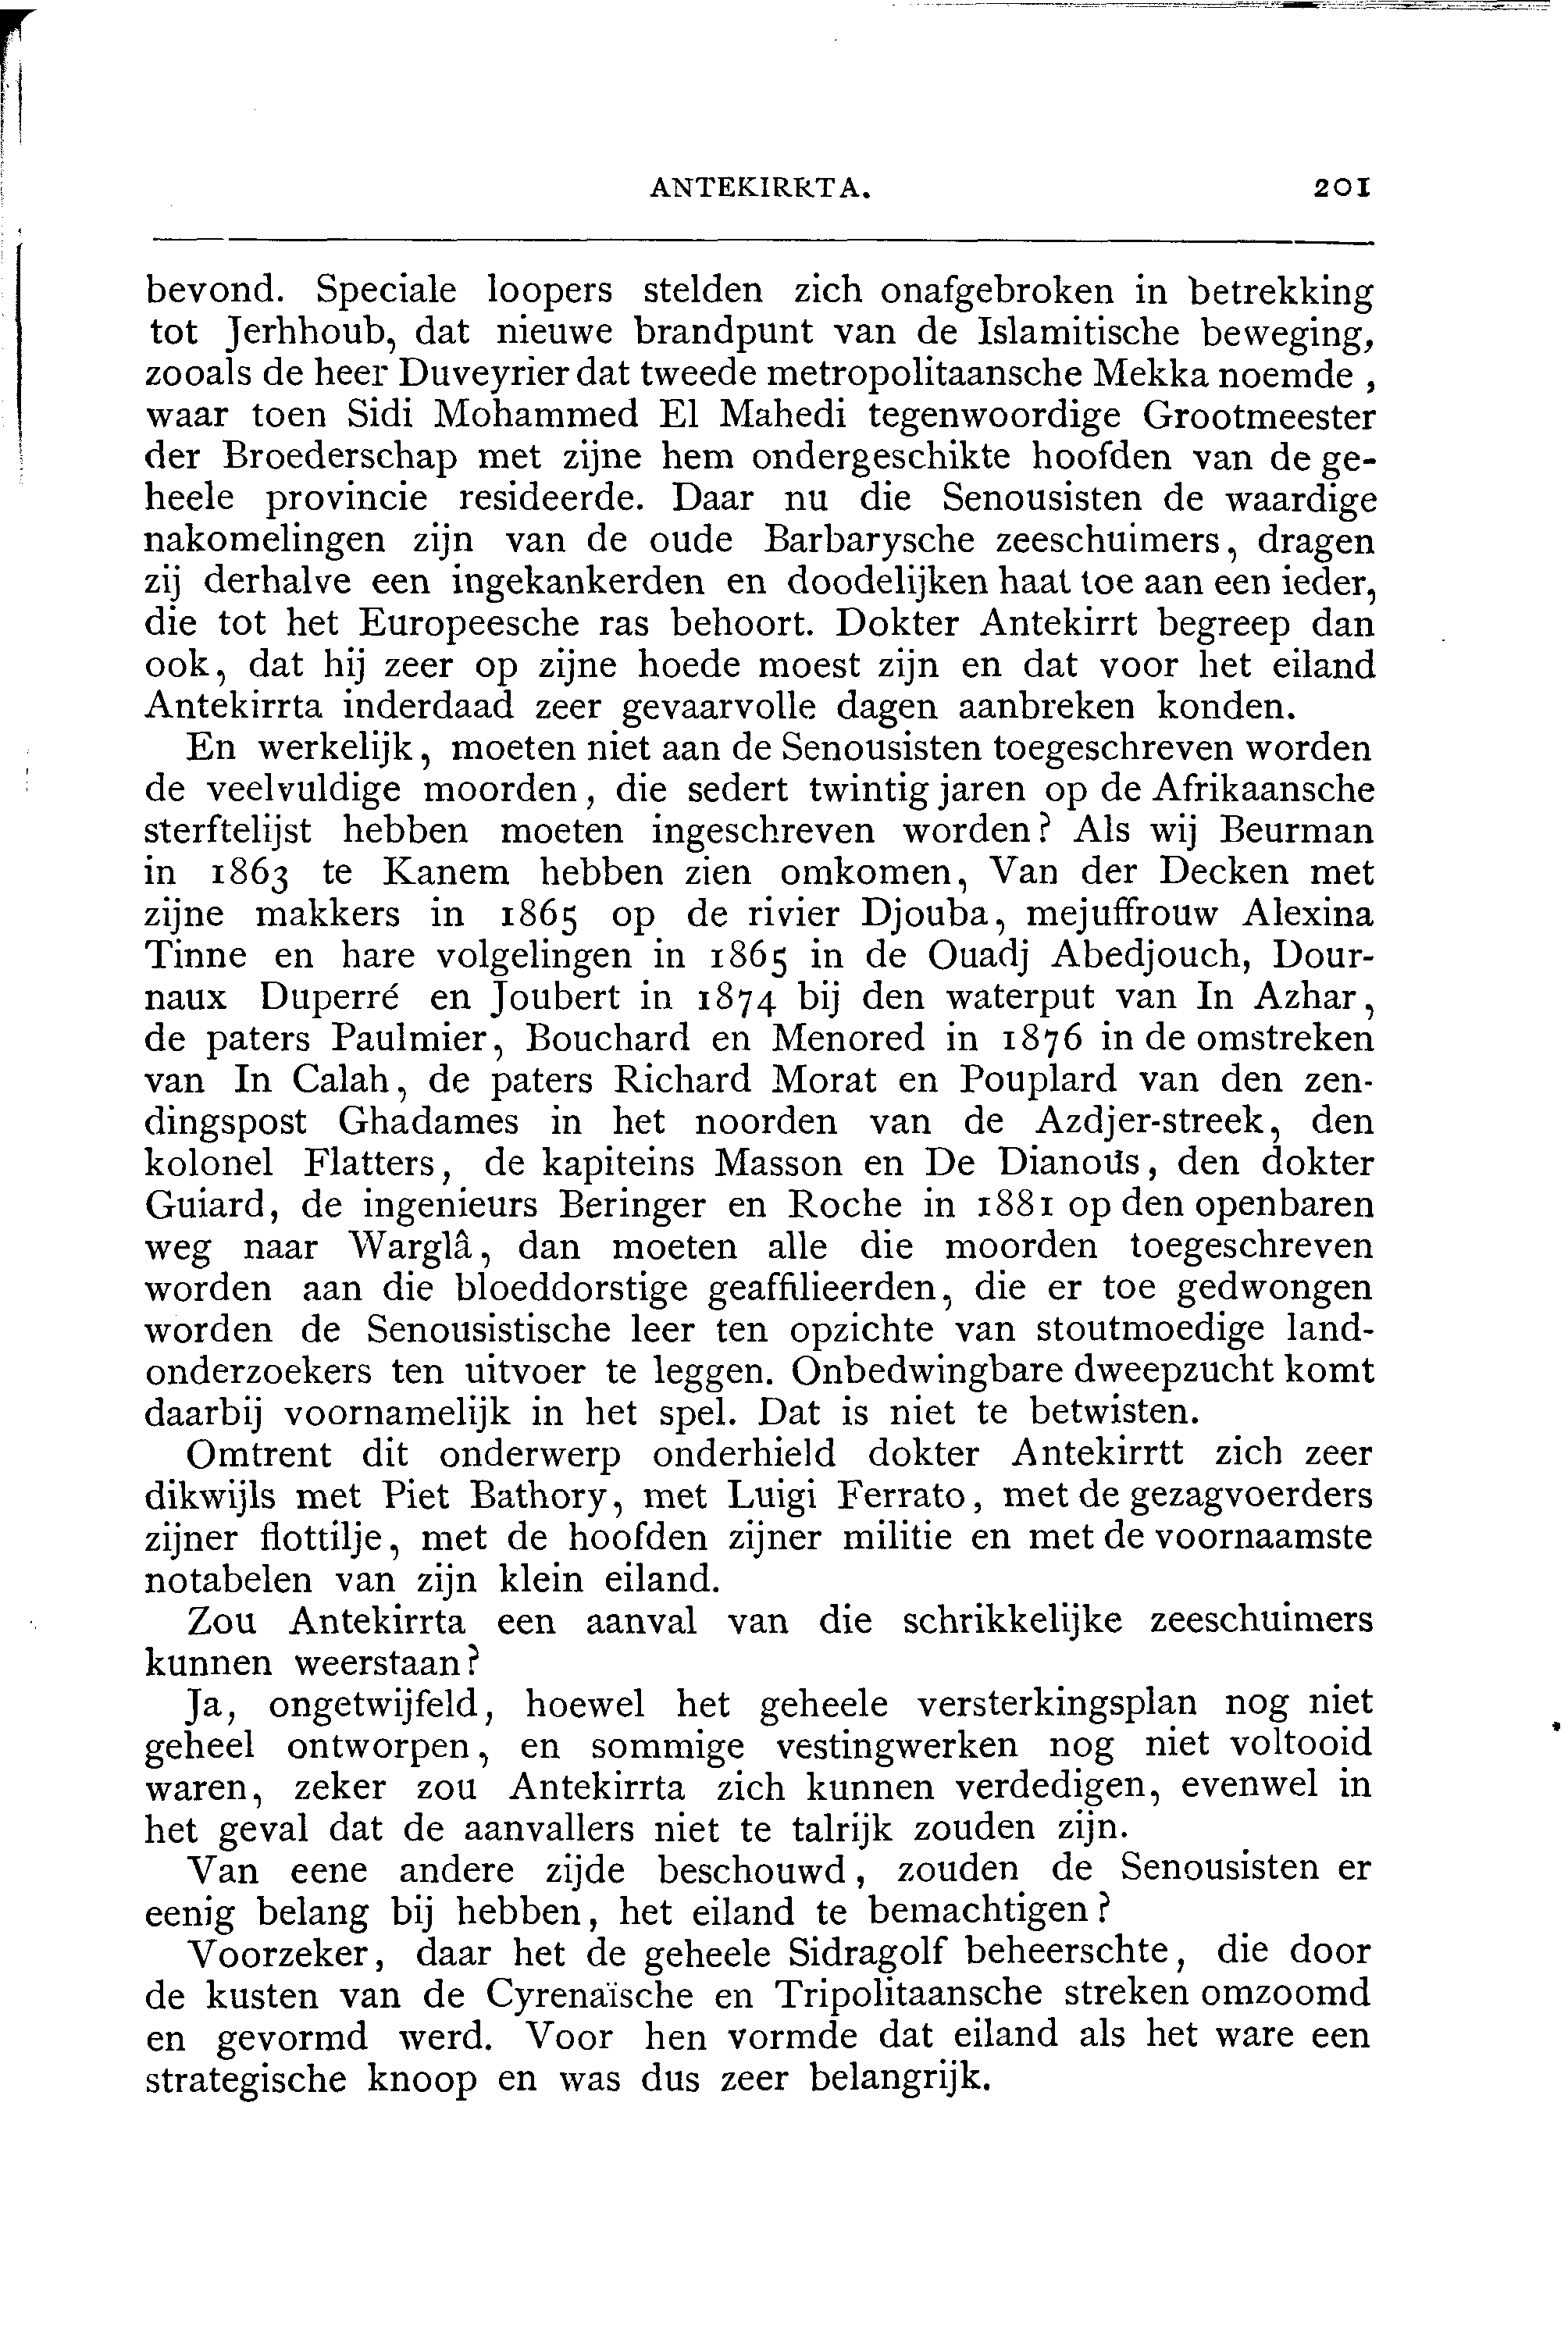 ANTEKIRRTA. 201
bevond. Speciale loopers stelden zich onafgebroken in betrekking
tot Jerhhoub, dat nieuwe brandpunt van de Islamitische beweging,
zooals de heer Duveyrier dat tweede metropolitaansche Mekka noemde,
waar toen Sidi Mohammed El Mahedi tegenwoordige Grootmeester
der Broederschap met zijne hem ondergeschikte hoofden van de ge-
heele provincie resideerde. Daar nu die Senousisten de waardige
nakomelingen zijn van de oude Barbarysche zeeschuimers, dragen
zij derhalve een ingekankerden en doodelijken haat toe aan een ieder,
die tot het Europeesche ras behoort. Dokter Antekirrt begreep dan
ook, dat hij zeer op zijne hoede moest zijn en dat voor het eiland
Antekirrta inderdaad zeer gevaarvolle dagen aanbreken konden.
En werkelijk, moeten niet aan de Senousisten toegeschreven worden
de veelvuldige moorden, die sedert twintig jaren op de Afrikaansche
sterftelijst hebben moeten ingeschreven worden? Als wij Beurman
in 1863 te Kanem hebben zien omkomen, Van der Decken met
zijne makkers in 1865 op de rivier Djouba, mejuffrouw Alexina
Tinne en hare volgelingen in 1865 in de Ouadj Abedjouch, Dour-
naux Duperré en Joubert in 1874 bij den waterput van In Azhar,
de paters Paulmier, Bouchard en Menored in 1876 in de omstreken
van In Calah, de paters Richard Morat en Pouplard van den zen-
dingspost Ghadames in het noorden van de Azdjer-streek, den
kolonel Flatters, de kapiteins Masson en De Dianoüs, den dokter
Guiard, de ingenieurs Beringer en Roche in 1881 op den openbaren
weg naar Warglâ, dan moeten alle die moorden toegeschreven
worden aan die bloeddorstige geaffilieerden, die er toe gedwongen
worden de Senousistische leer ten opzichte van stoutmoedige land-
onderzoekers ten uitvoer te leggen. Onbedwingbare dweepzucht komt
daarbij voornamelijk in het spel. Dat is niet te betwisten.
Omtrent dit onderwerp onderhield dokter Antekirrtt zich zeer
dikwijls met Piet Bathory, met Luigi Ferrato, met de gezagvoerders
zijner flottilje, met de hoofden zijner militie en met de voornaamste
notabelen van zijn klein eiland.
Zou Antekirrta een aanval van die schrikkelijke zeeschuimers
kunnen weerstaan?
Ja, ongetwijfeld, hoewel het geheele versterkingsplan nog niet
geheel ontworpen, en sommige vestingwerken nog niet voltooid
waren, zeker zou Antekirrta zich kunnen verdedigen, evenwel in
het geval dat de aanvallers niet te talrijk zouden zijn.
Van eene andere zijde beschouwd, zouden de Senousisten er
eenig belang bij hebben, het eiland te bemachtigen?
Voorzeker, daar het de geheele Sidragolf beheerschte, die door
de kusten van de Cyrenaïsche en Tripolitaansche streken omzoomd
en gevormd werd. Voor hen vormde dat eiland als het ware een
strategische knoop en was dus zeer belangrijk.